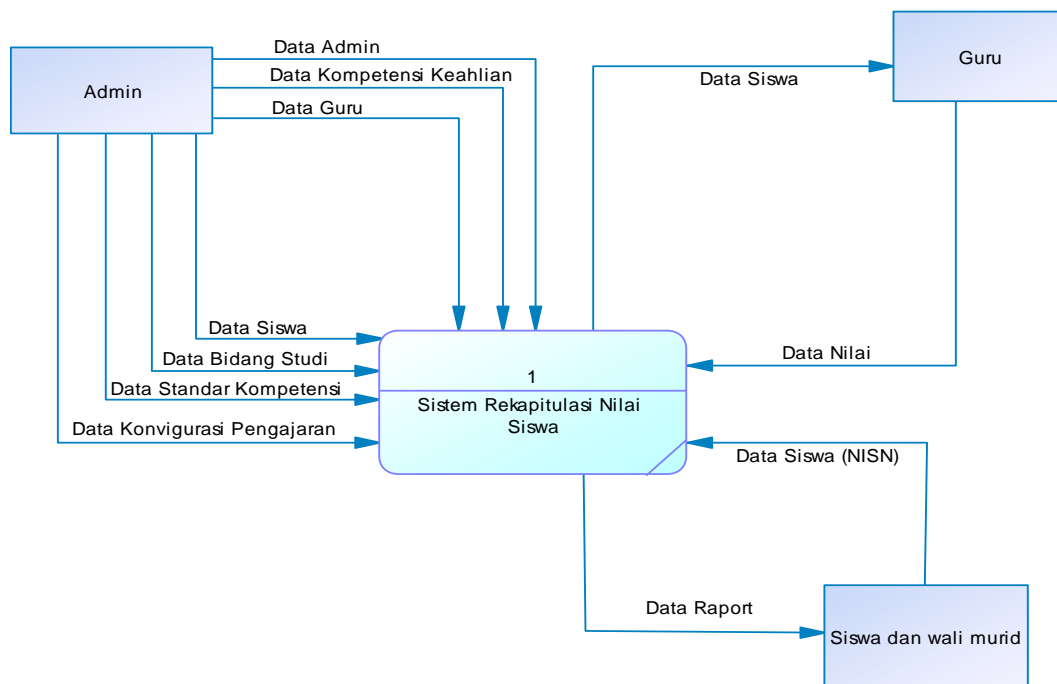 Data Admin
Data Kompetensi Keahlian
Data Guru
Admin
Data Siswa
Guru
Data Siswa
Data Bidang Studi
Data Standar Kompetensi
Data Konvigurasi Pengajaran
1
Sistem Rekapitulasi Nilai
Siswa
Data Nilai
Data Siswa (NISN)
Data Raport
Siswa dan wali murid